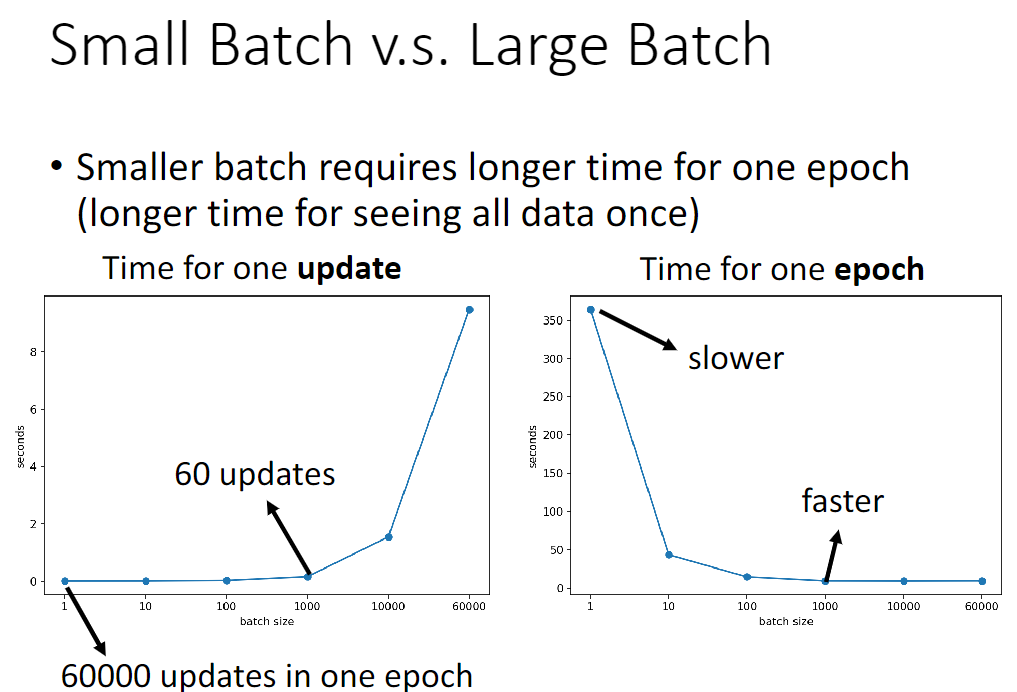 Small Batch v.s. Large Batch
• Smaller batch requires longer time for one epoch
(longer time for seeing all data once)
Time for one update
8
6
4
2
0
seconds
1 10 100 1000 10000 60000
batch size
60 updates
60000 updates in one epoch
Time for one epoch
350
300
250
200
150
100
50
0
seconds
1 10 100 1000 10000 60000
batch size
slower
faster